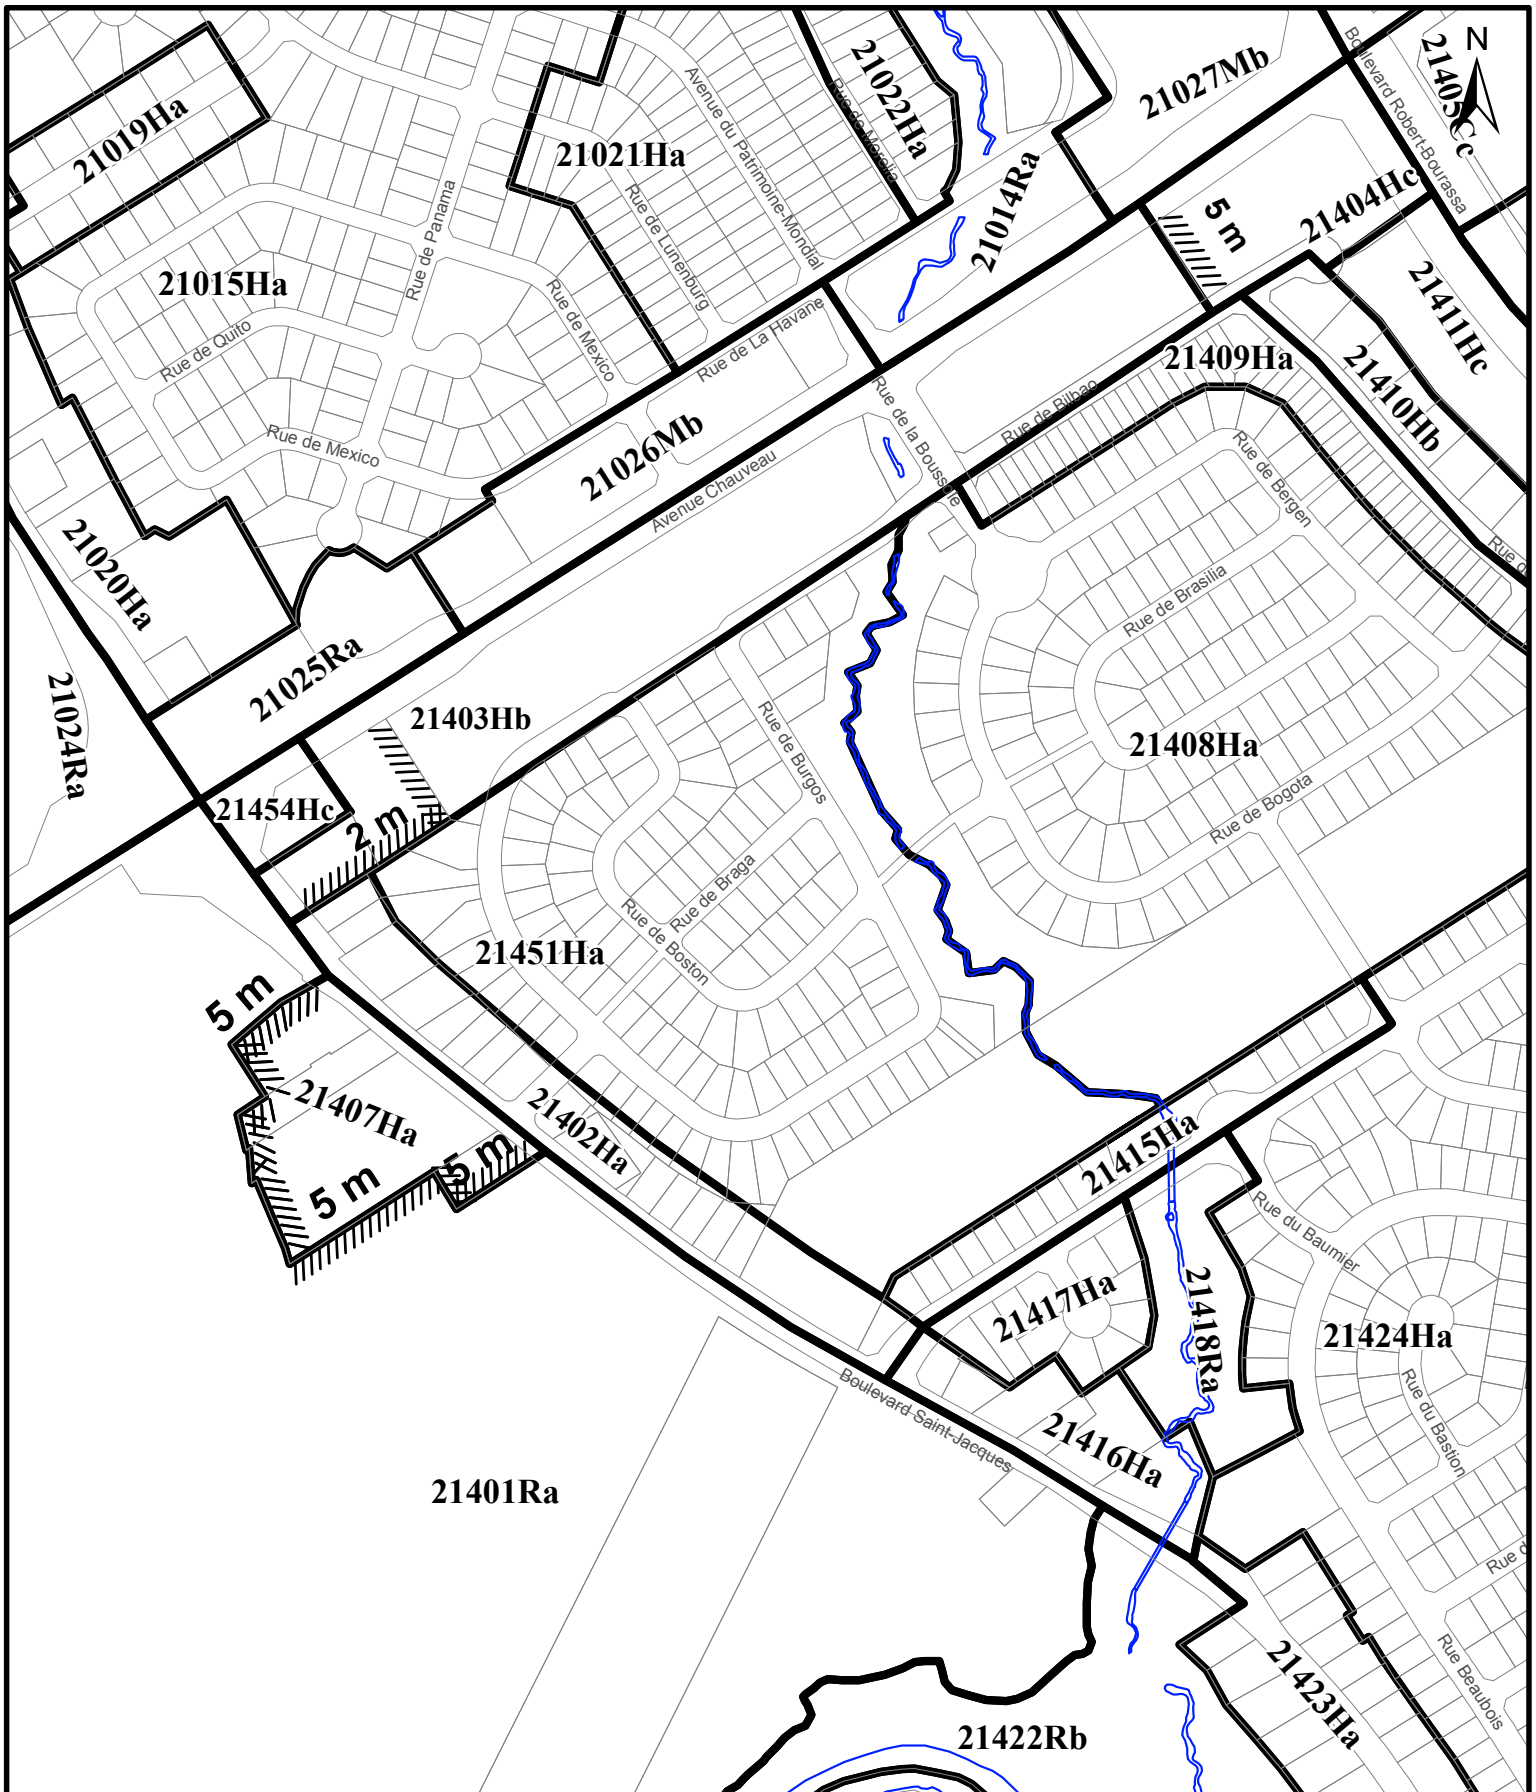 N
Boulevard Robert-Bourassa
21405Cc
21027Mb
21022Ha
Rue de Morelia
21019Ha
Avenue du Patrimoine-Mondial
21021Ha
21014Ra
21404Hc
5 m
Rue de Panama
Rue de Lunenburg
21015Ha
Rue de Mexico
21411Hc
Rue de Quito
Rue de La Havane
21409Ha
21410Hb
Rue de Bilbao
Rue de la Boussole
Rue de Mexico
21026Mb
Avenue Chauveau
Rue de Bergen
21020Ha
Rue d
Rue de Brasilia
21025Ra
21024Ra
21403Hb
Rue de Burgos
21408Ha
21454Hc
2 m
Rue de Bogota
Rue de Braga
Rue de Boston
21451Ha
5 m
21407Ha
21402Ha
5 m
5 m
21415Ha
Rue du Baumier
21417Ha
21418Ra
21424Ha
Boulevard Saint-Jacques
Rue du Bastion
21416Ha
21401Ra
Rue d
Rue Beaubois
21423Ha
21422Rb